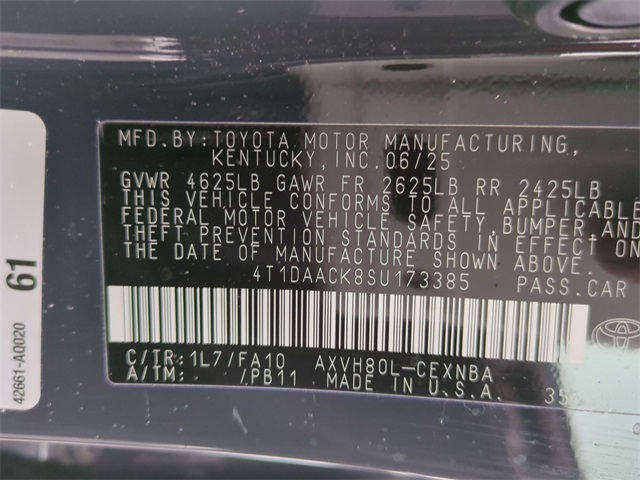 MFD.BY:TOYOTA MOTOR MANUFACTURING,
KENTUCKY, INC. 06/25
GVWR 4625LB GAWR FR 2625LB RR 2425LB
THIS VEHICLE CONFORMS TO ALL APPLICABLE
FEDERAL MOTOR VEHICLE SAFETY, BUMPER AND
THEFT PREVENTION STANDARDS IN EFFECT ON
THE DATE OF MANUFACTURE SHOWN ABOVE.
4T1DAACK8SU173385 PASS.CAR
C/TR:1L7/FA10 AXVH80L-CEXNBA
A/TM: /PB11 MADE IN U.S.A.
61
42661-A0020
TOYOTA